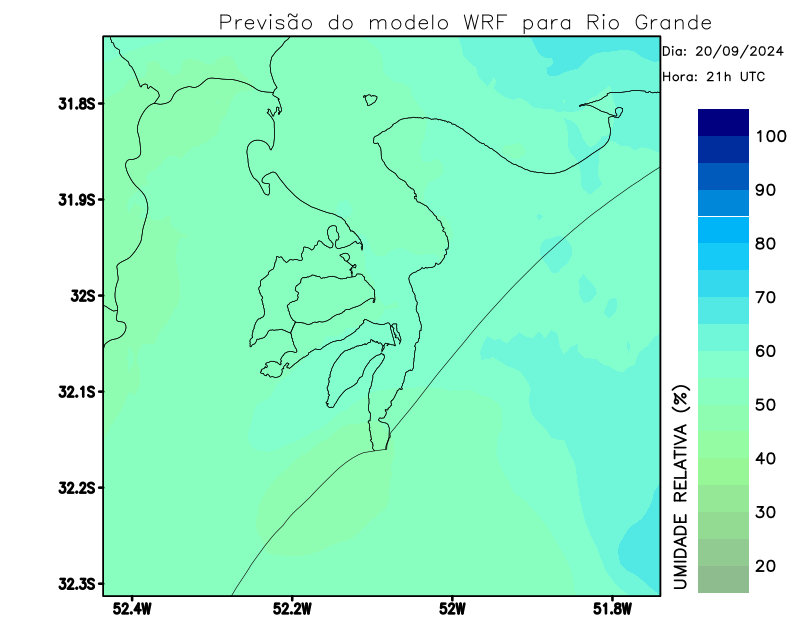 Previsão do modelo WRF para Rio Grande
Dia: 20/09/2024
Hora: 21h UTC
31.8S
31.9S
32S
32.1S
32.2S
32.3S
52.4W
52.2W
52W
51.8W
100
90
80
70
60
50
40
30
20
UMIDADE RELATIVA (%)